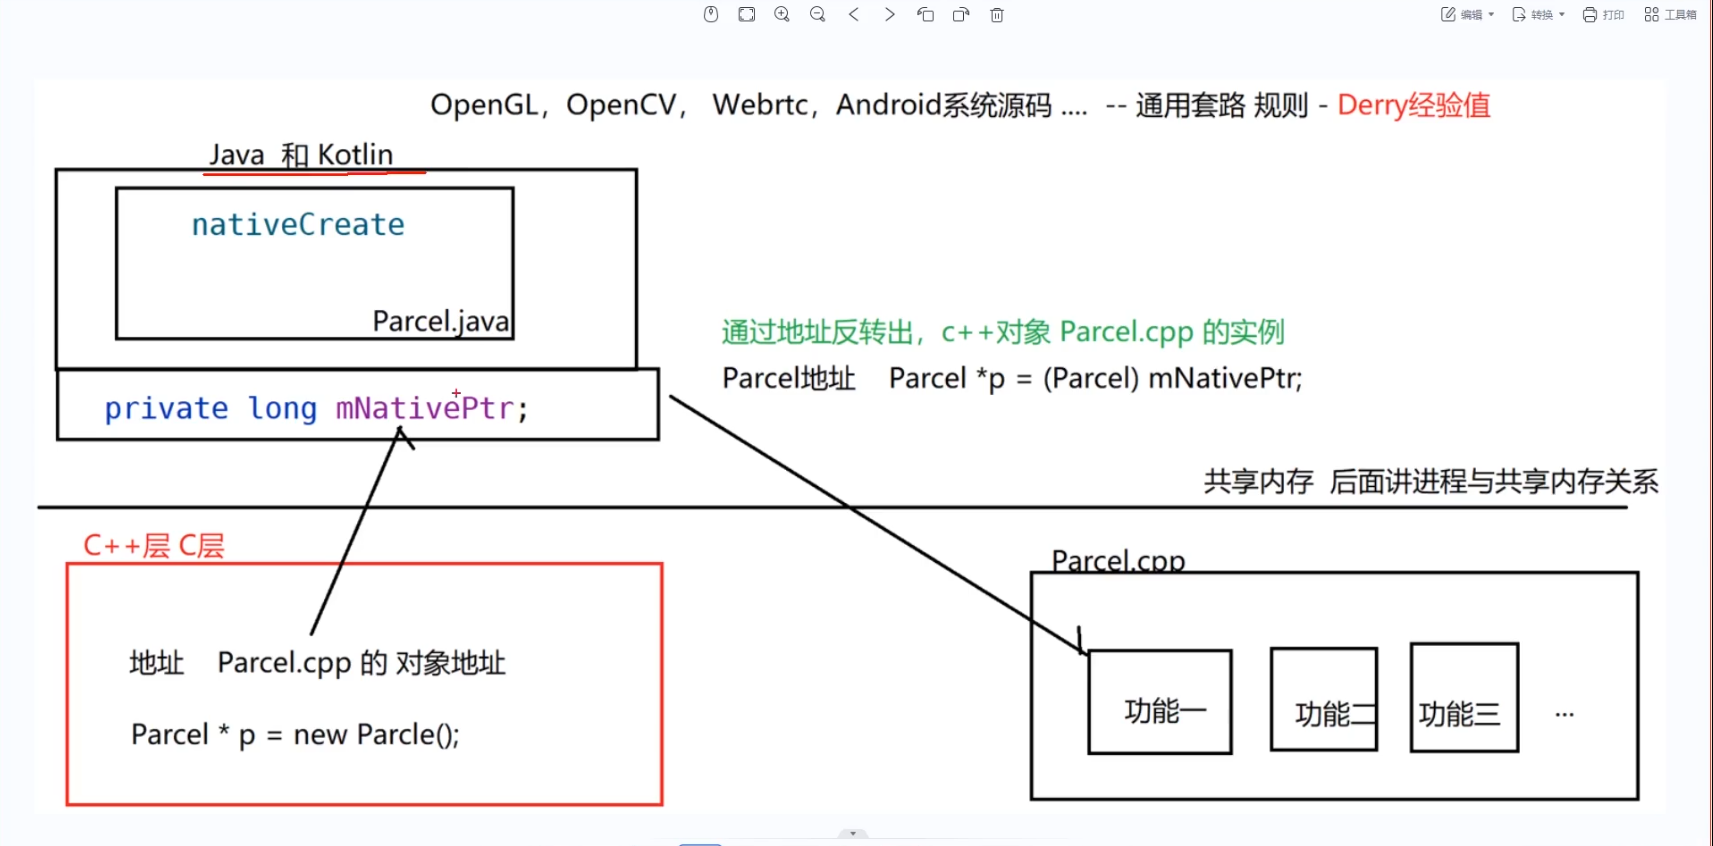 编辑 转换 打印 工具箱
OpenGL，OpenCV， Webrtc，Android系统源码 .... -- 通用套路 规则 - Derry经验值
Java 和 Kotlin
nativeCreate
Parcel.java
通过地址反转出，c++对象 Parcel.cpp 的实例
Parcel地址 Parcel *p = (Parcel) mNativePtr;
private long mNativePtr;
共享内存 后面讲进程与共享内存关系
C++层 C层
Parcel.cpp
地址 Parcel.cpp 的 对象地址
Parcel * p = new Parcle();
功能一 功能二 功能三 ...